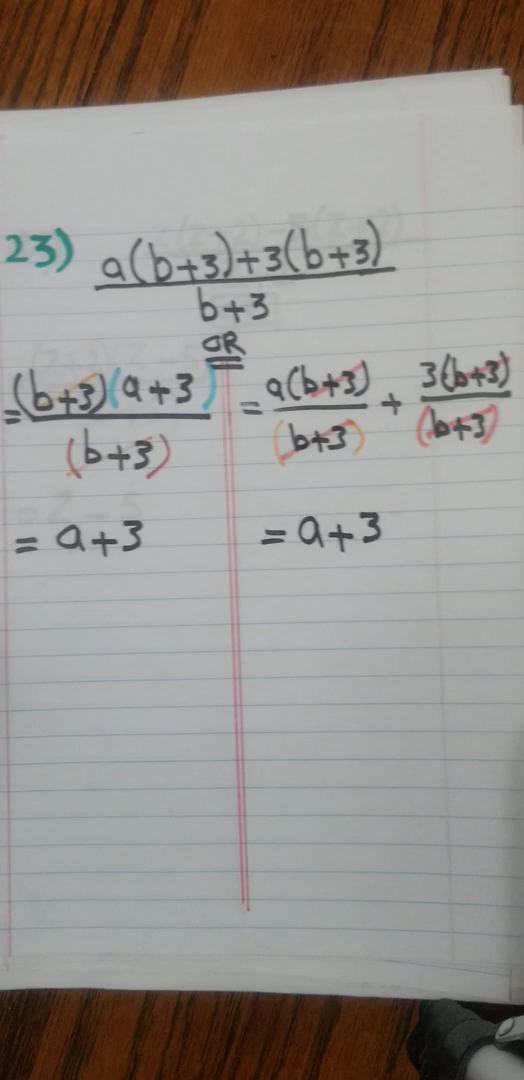 23) a(b+3)+3(b+3)
b+3
OR
=(b+3)(a+3)
(b+3)
= a+3
= a(b+3) + 3(b+3)
(b+3) (b+3)
= a+3